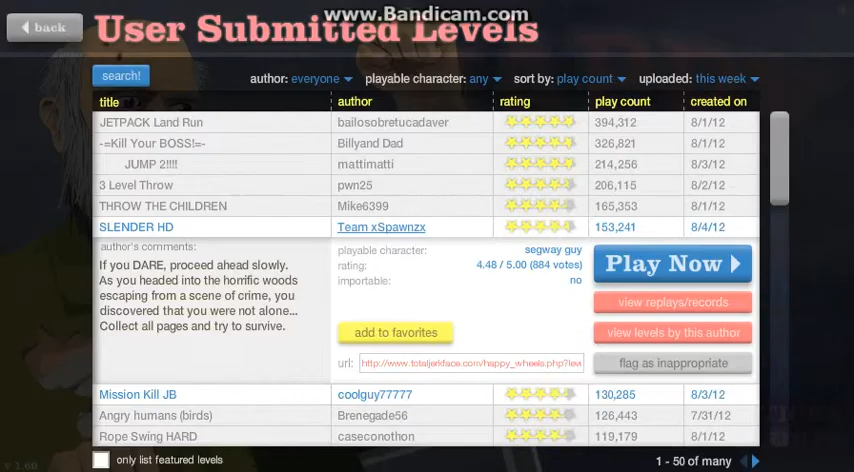 www.Bandicam.com
back
User Submitted Levels
search!
author: everyone playable character: any sort by: play count uploaded: this week
title author rating play count created on
JETPACK Land Run bailosobretucadaver 394,312 8/1/12
-=Kill Your BOSS!=- Billyand Dad 326,821 8/1/12
JUMP 2!!!! mattimatti 214,256 8/3/12
3 Level Throw pwn25 206,115 8/2/12
THROW THE CHILDREN Mike6399 165,353 8/1/12
SLENDER HD Team xSpawnzx 153,241 8/4/12
author's comments:
If you DARE, proceed ahead slowly.
As you headed into the horrific woods
escaping from a scene of crime, you
discovered that you were not alone...
Collect all pages and try to survive.
playable character: segway guy
rating: 4.48 / 5.00 (884 votes)
importable: no
add to favorites
url: http://www.totaljerkface.com/happy_wheels.php?lev
Play Now
view replays/records
view levels by this author
flag as inappropriate
Mission Kill JB coolguy77777 130,285 8/3/12
Angry humans (birds) Brenegade56 126,443 7/31/12
Rope Swing HARD caseconothon 119,179 8/1/12
only list featured levels
1 - 50 of many
v 1.60